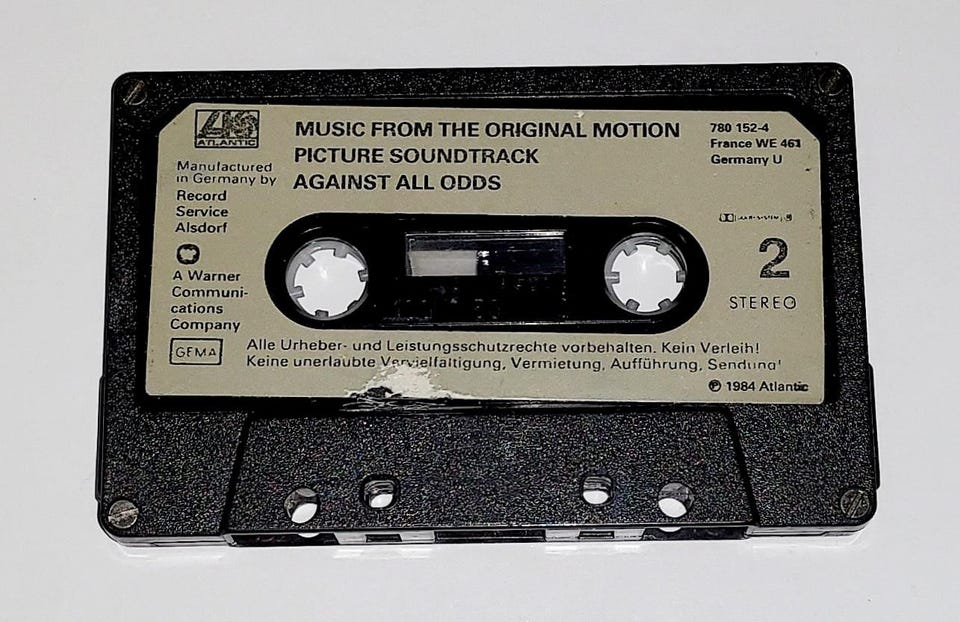 ATLANTIC
MUSIC FROM THE ORIGINAL MOTION
PICTURE SOUNDTRACK
AGAINST ALL ODDS
780 152-4
France WE 461
Germany U
Manufactured
in Germany by
Record
Service
Alsdorf
A Warner
Communi-
cations
Company
GEMA
2
STEREO
Alle Urheber- und Leistungsschutzrechte vorbehalten. Kein Verleih!
Keine unerlaubte Vervielfältigung, Vermietung, Aufführung, Sendung!
℗ 1984 Atlantic